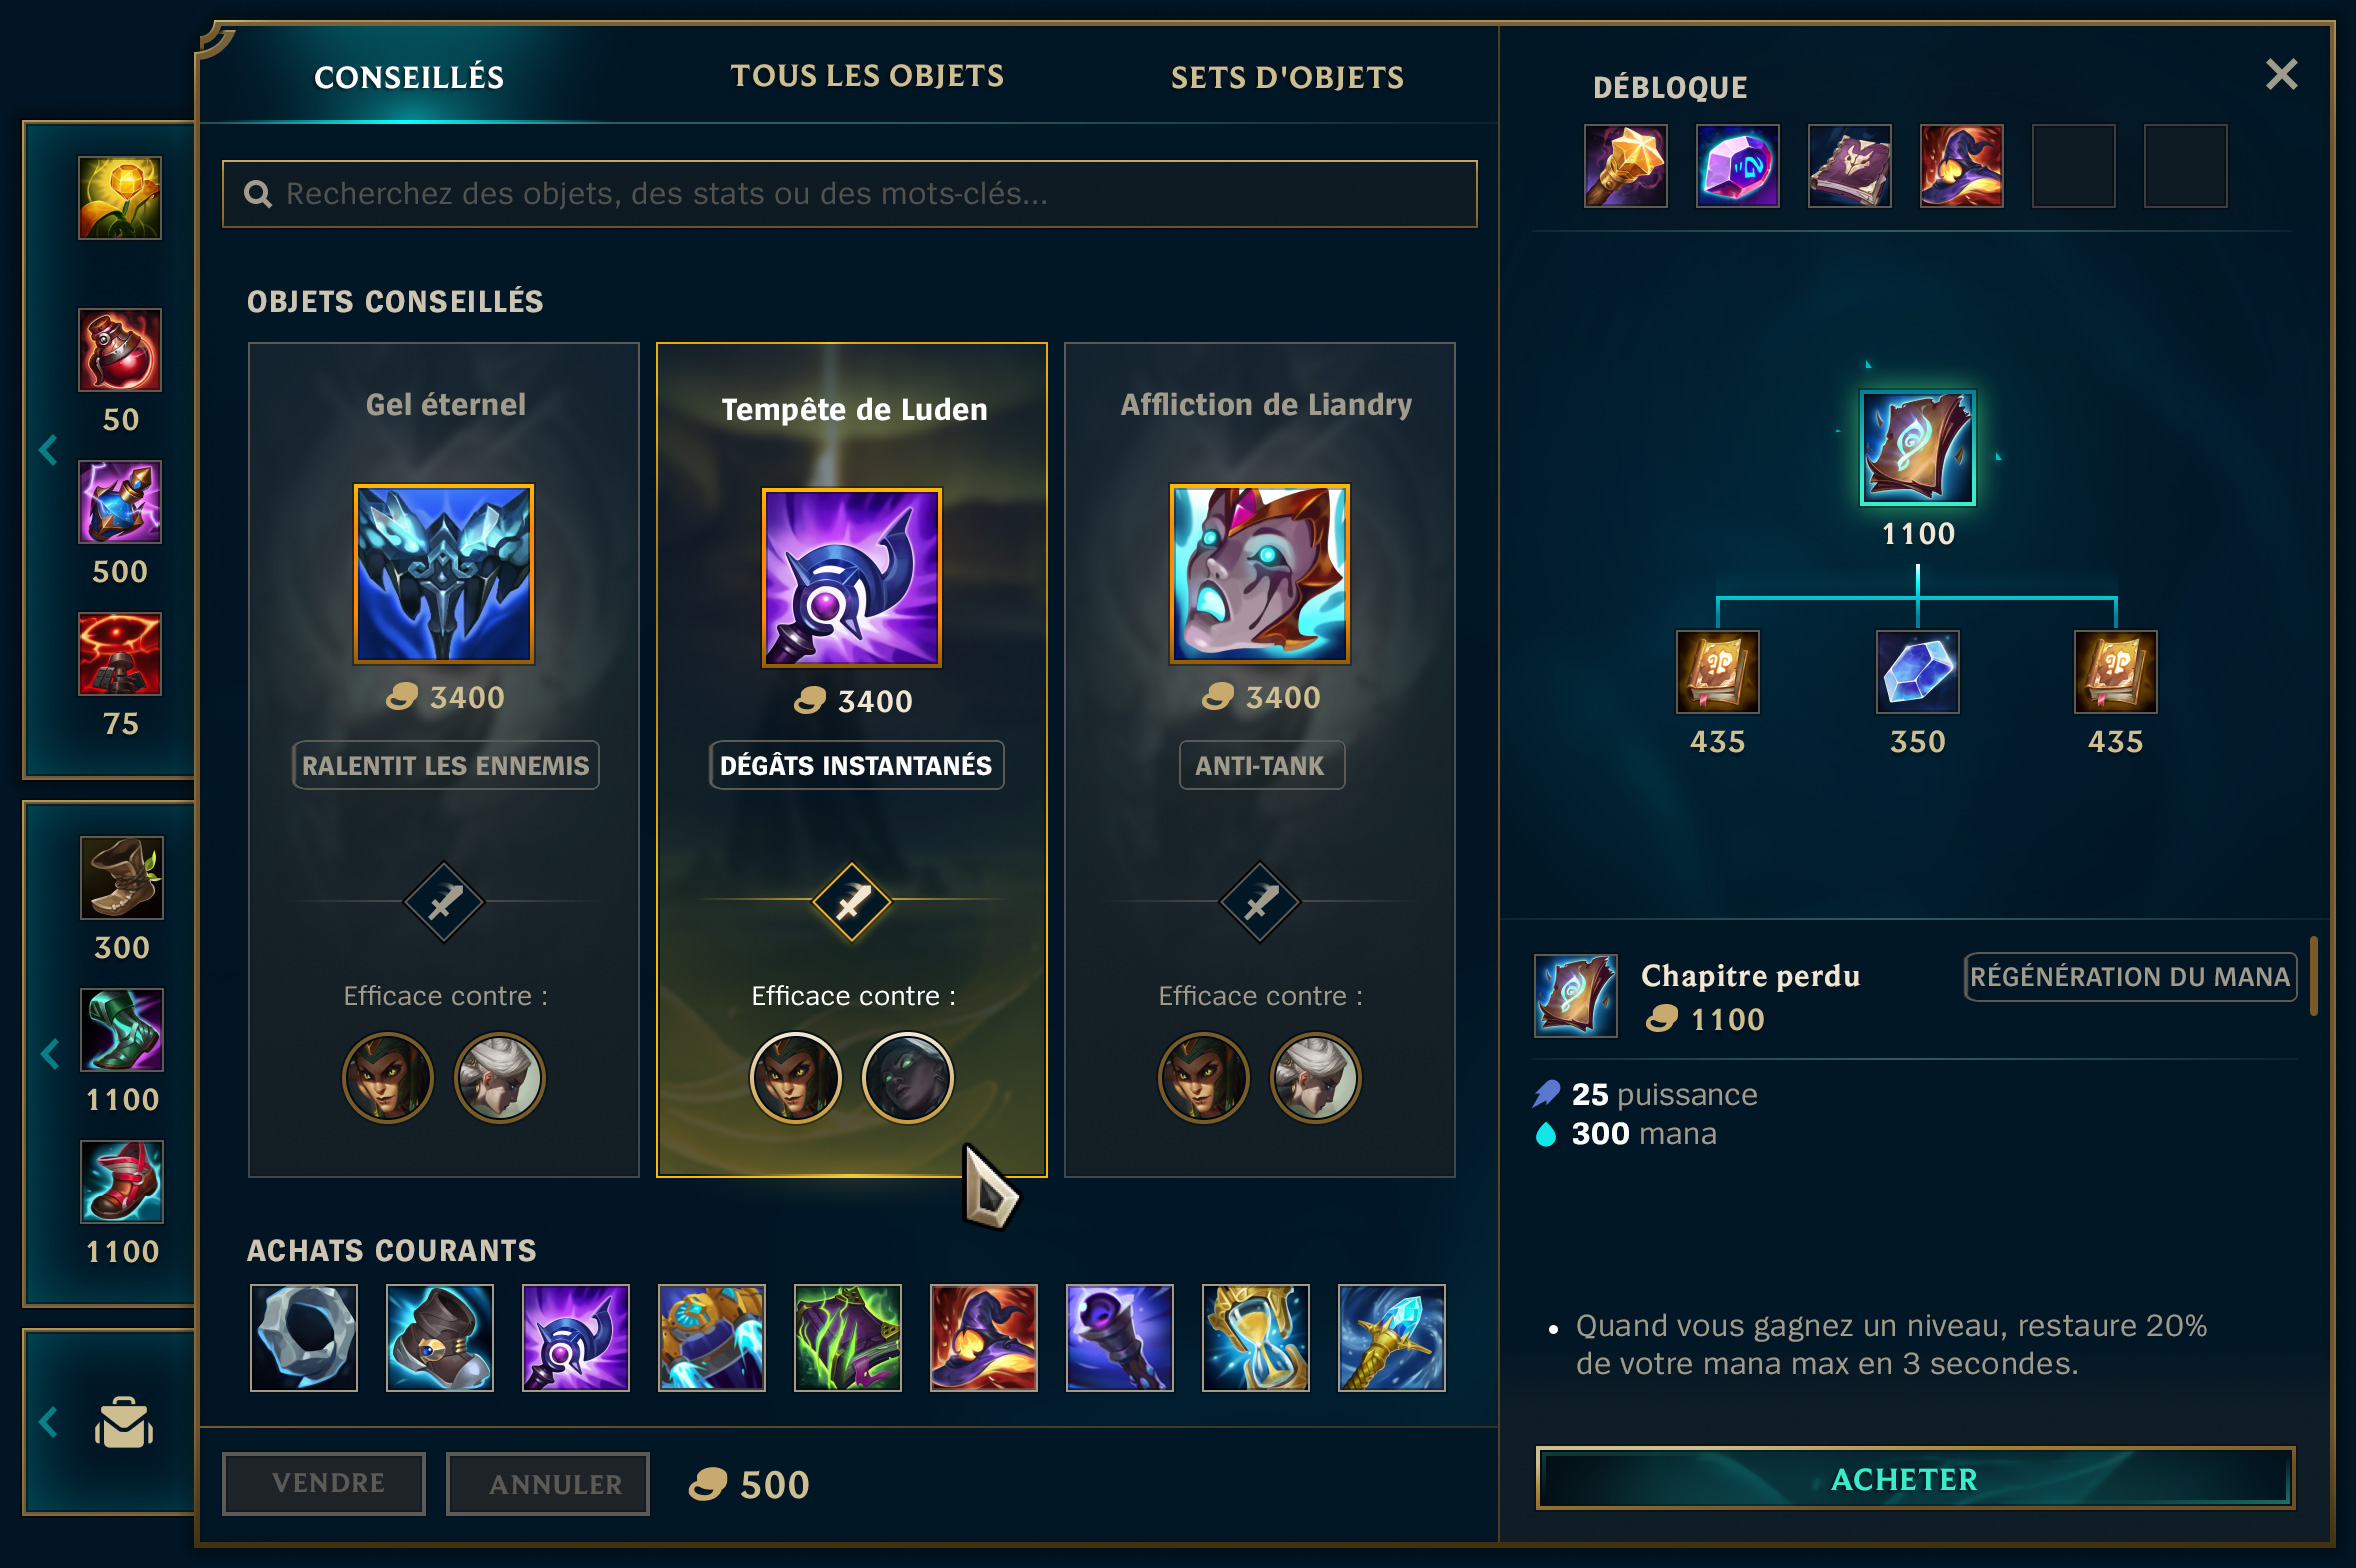 CONSEILLÉS
TOUS LES OBJETS
SETS D'OBJETS
Recherchez des objets, des stats ou des mots-clés...
50
500
75
300
1100
1100
OBJETS CONSEILLÉS
Gel éternel
3400
RALENTIT LES ENNEMIS
Efficace contre :
Tempête de Luden
3400
DÉGÂTS INSTANTANÉS
Efficace contre :
Affliction de Liandry
3400
ANTI-TANK
Efficace contre :
ACHATS COURANTS
VENDRE
ANNULER
500
DÉBLOQUE
1100
435
350
435
Chapitre perdu
1100
RÉGÉNÉRATION DU MANA
25 puissance
300 mana
• Quand vous gagnez un niveau, restaure 20%
de votre mana max en 3 secondes.
ACHETER